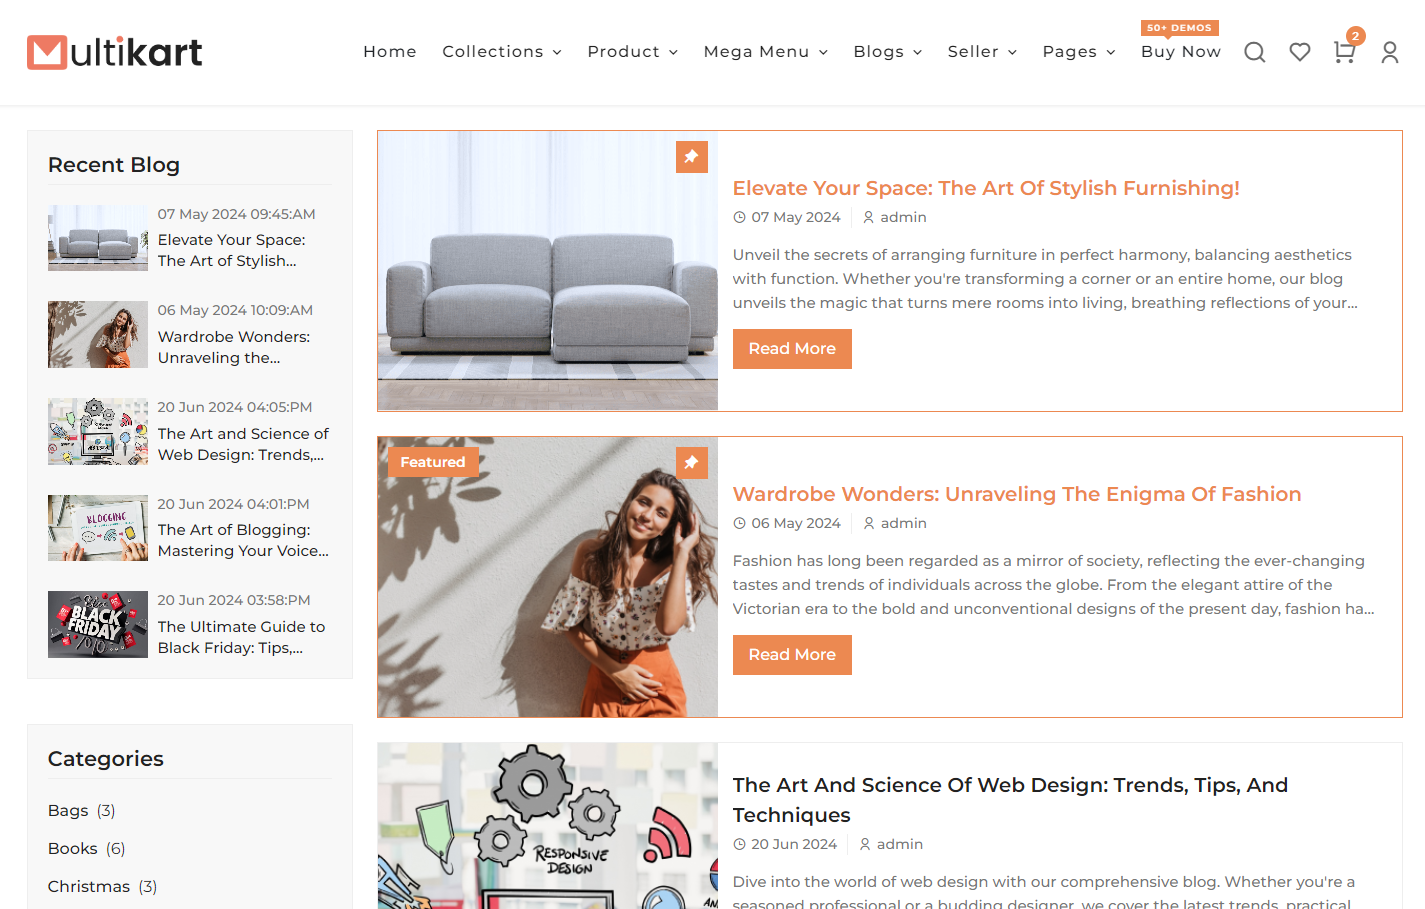 Multikart
Home
Collections
Product
Mega Menu
Blogs
Seller
Pages
50+ DEMOS
Buy Now
2
Recent Blog
07 May 2024 09:45:AM
Elevate Your Space:
The Art of Stylish...
06 May 2024 10:09:AM
Wardrobe Wonders:
Unraveling the...
20 Jun 2024 04:05:PM
The Art and Science of
Web Design: Trends,...
BLOGGING
20 Jun 2024 04:01:PM
The Art of Blogging:
Mastering Your Voice...
BLACK
FRIDAY
20 Jun 2024 03:58:PM
The Ultimate Guide to
Black Friday: Tips,...
Categories
Bags (3)
Books (6)
Christmas (3)
Elevate Your Space: The Art Of Stylish Furnishing!
07 May 2024 admin
Unveil the secrets of arranging furniture in perfect harmony, balancing aesthetics
with function. Whether you're transforming a corner or an entire home, our blog
unveils the magic that turns mere rooms into living, breathing reflections of your...
Read More
Featured
Wardrobe Wonders: Unraveling The Enigma Of Fashion
06 May 2024 admin
Fashion has long been regarded as a mirror of society, reflecting the ever-changing
tastes and trends of individuals across the globe. From the elegant attire of the
Victorian era to the bold and unconventional designs of the present day, fashion ha...
Read More
RESPONSIVE
DESIGN
The Art And Science Of Web Design: Trends, Tips, And
Techniques
20 Jun 2024 admin
Dive into the world of web design with our comprehensive blog. Whether you're a
seasoned professional or a budding designer, we cover the latest trends, practical